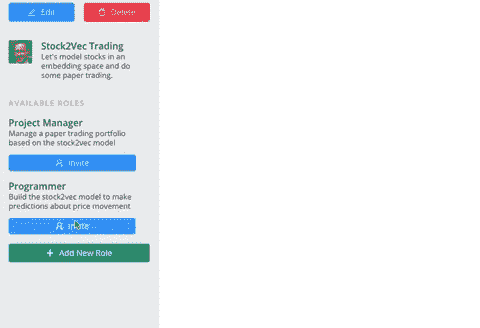 Edit
Delete
Stock2Vec Trading
Let's model stocks in an
embedding space and do
some paper trading.
AVAILABLE ROLES
Project Manager
Manage a paper trading portfolio
based on the stock2vec model
Invite
Programmer
Build the stock2vec model to make
predictions about price movement
Invite
+ Add New Role